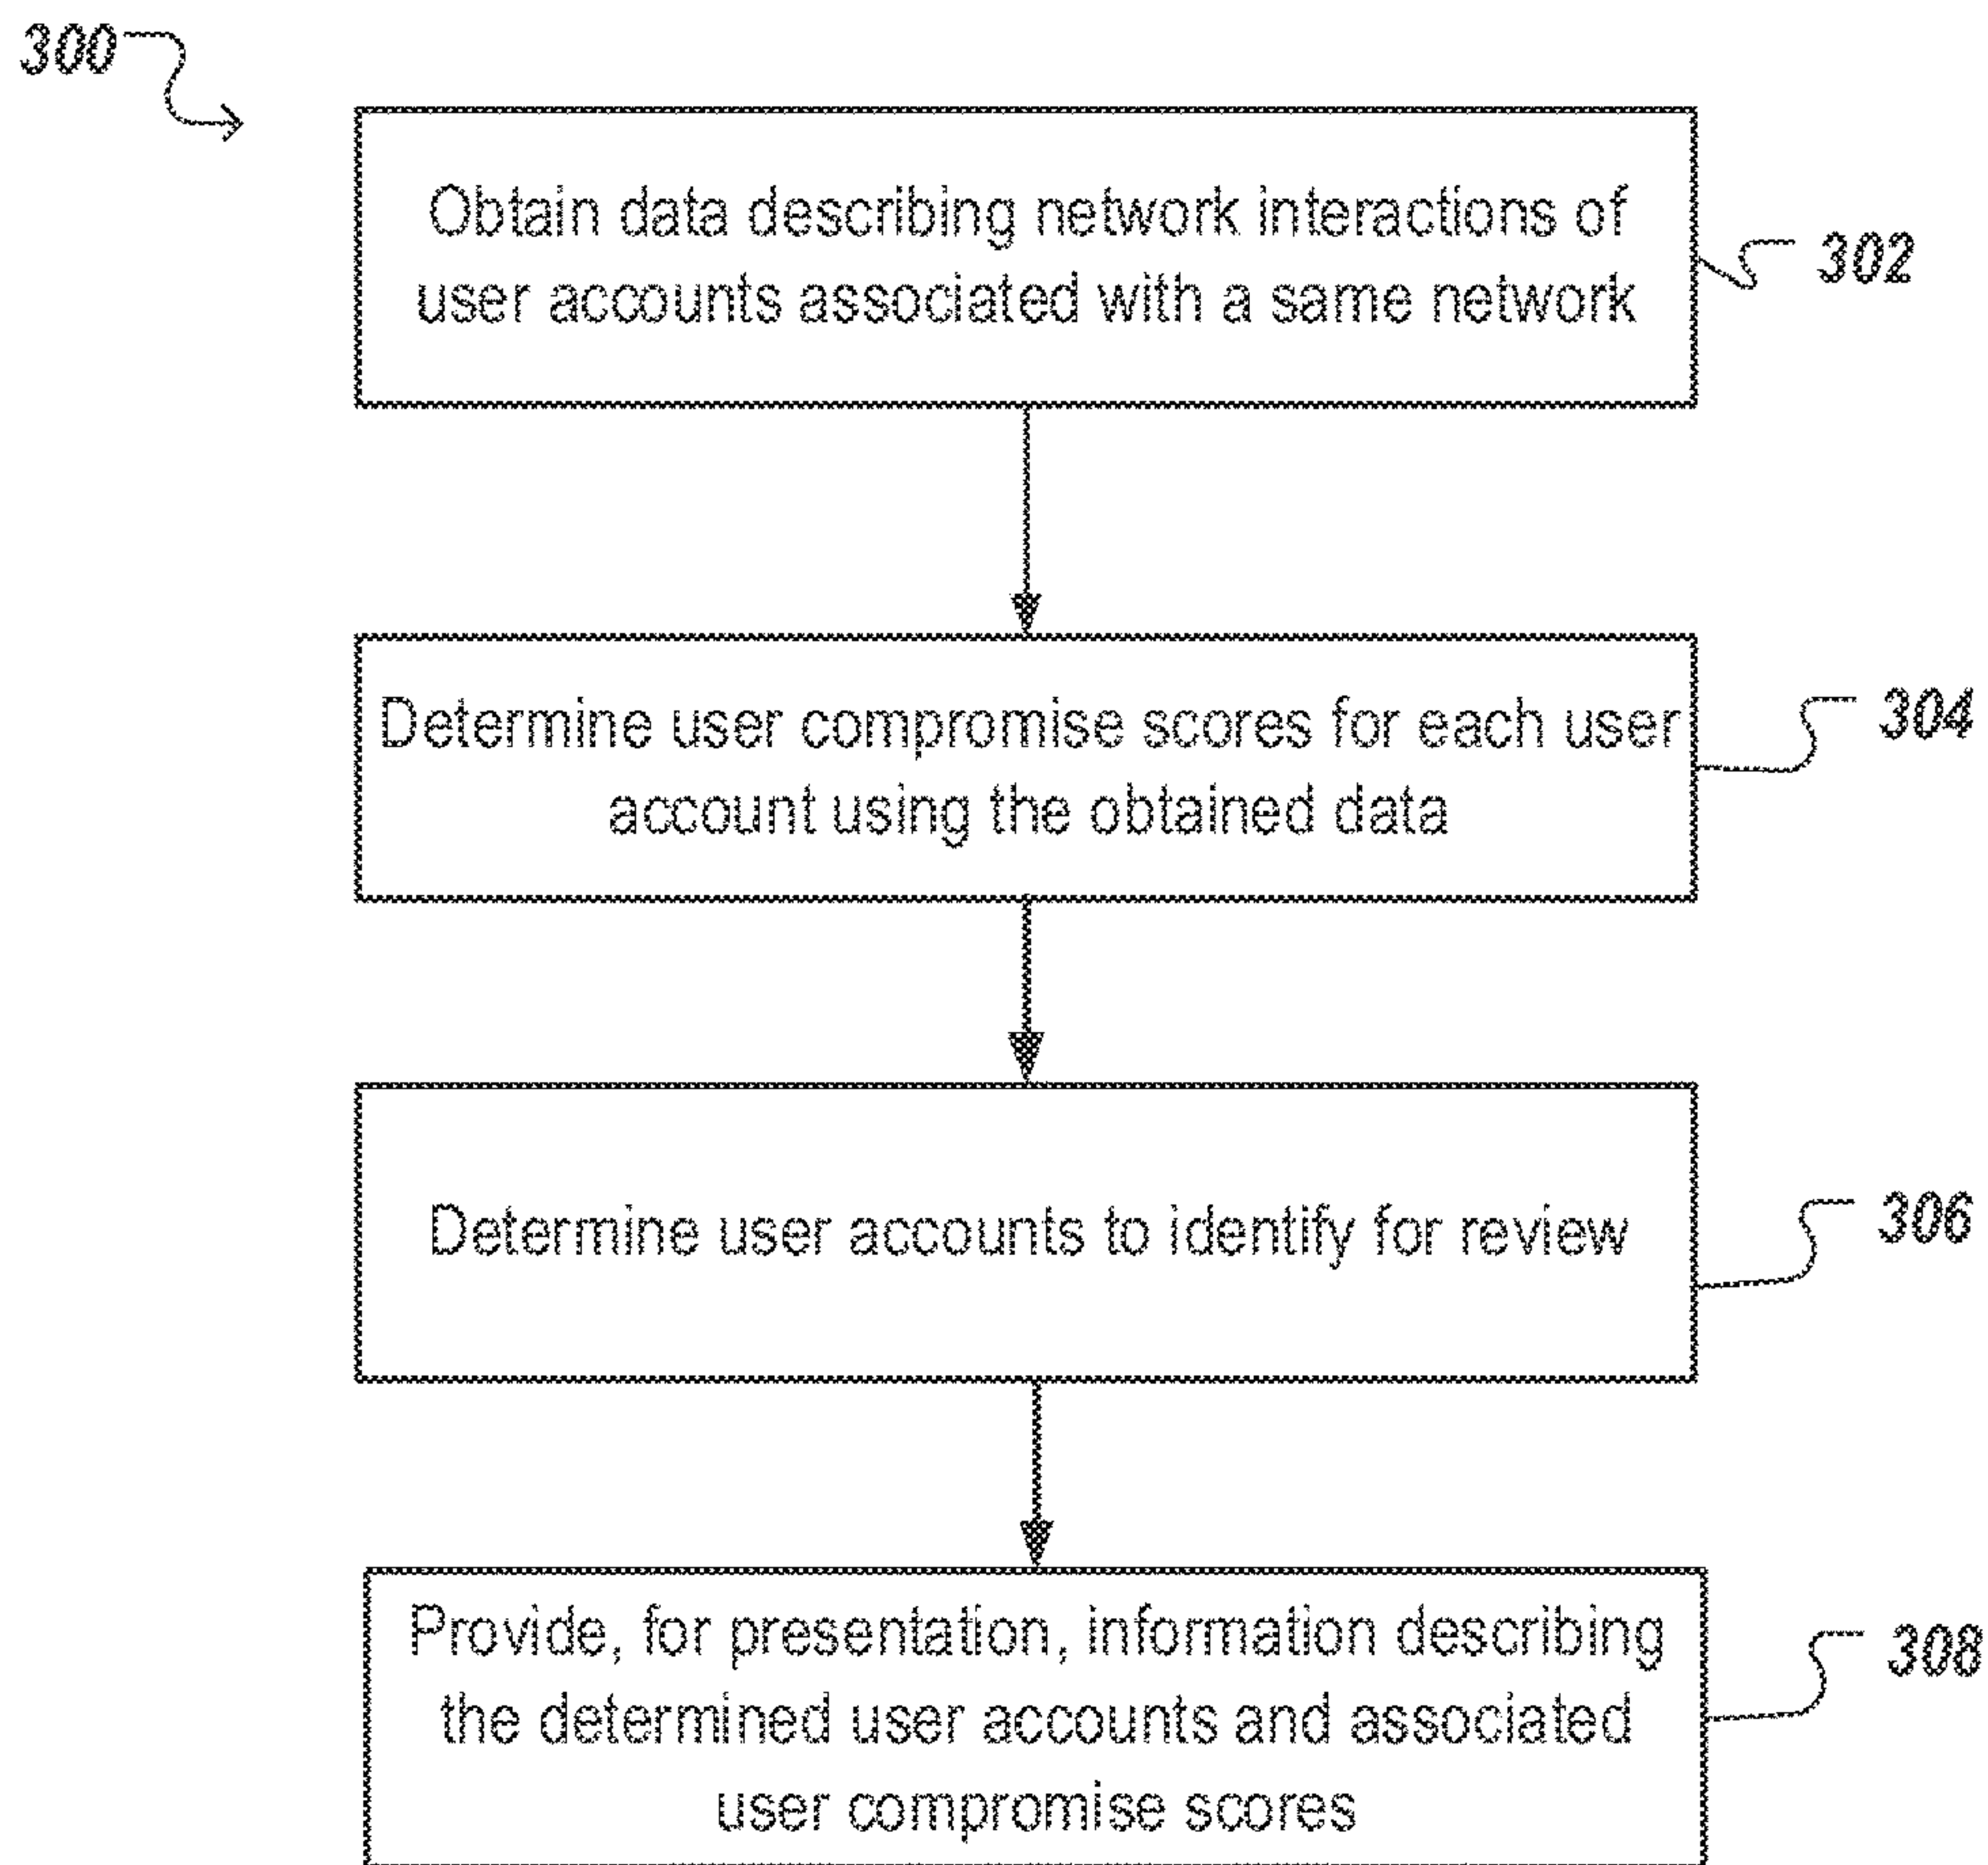 300
Obtain data describing network interactions of
user accounts associated with a same network
302
Determine user compromise scores for each user
account using the obtained data
304
Determine user accounts to identify for review
306
Provide, for presentation, information describing
the determined user accounts and associated
user compromise scores
308